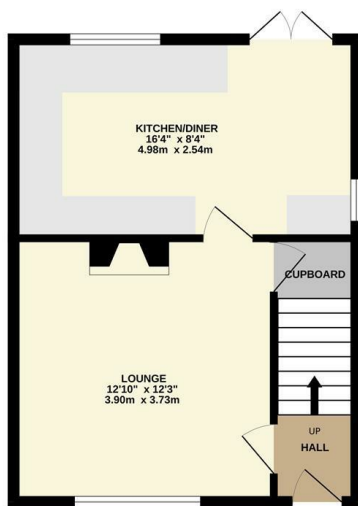 KITCHEN/DINER
16'4" x 8'4"
4.98m x 2.54m
CUPBOARD
LOUNGE
12'10" x 12'3"
3.90m x 3.73m
UP
HALL